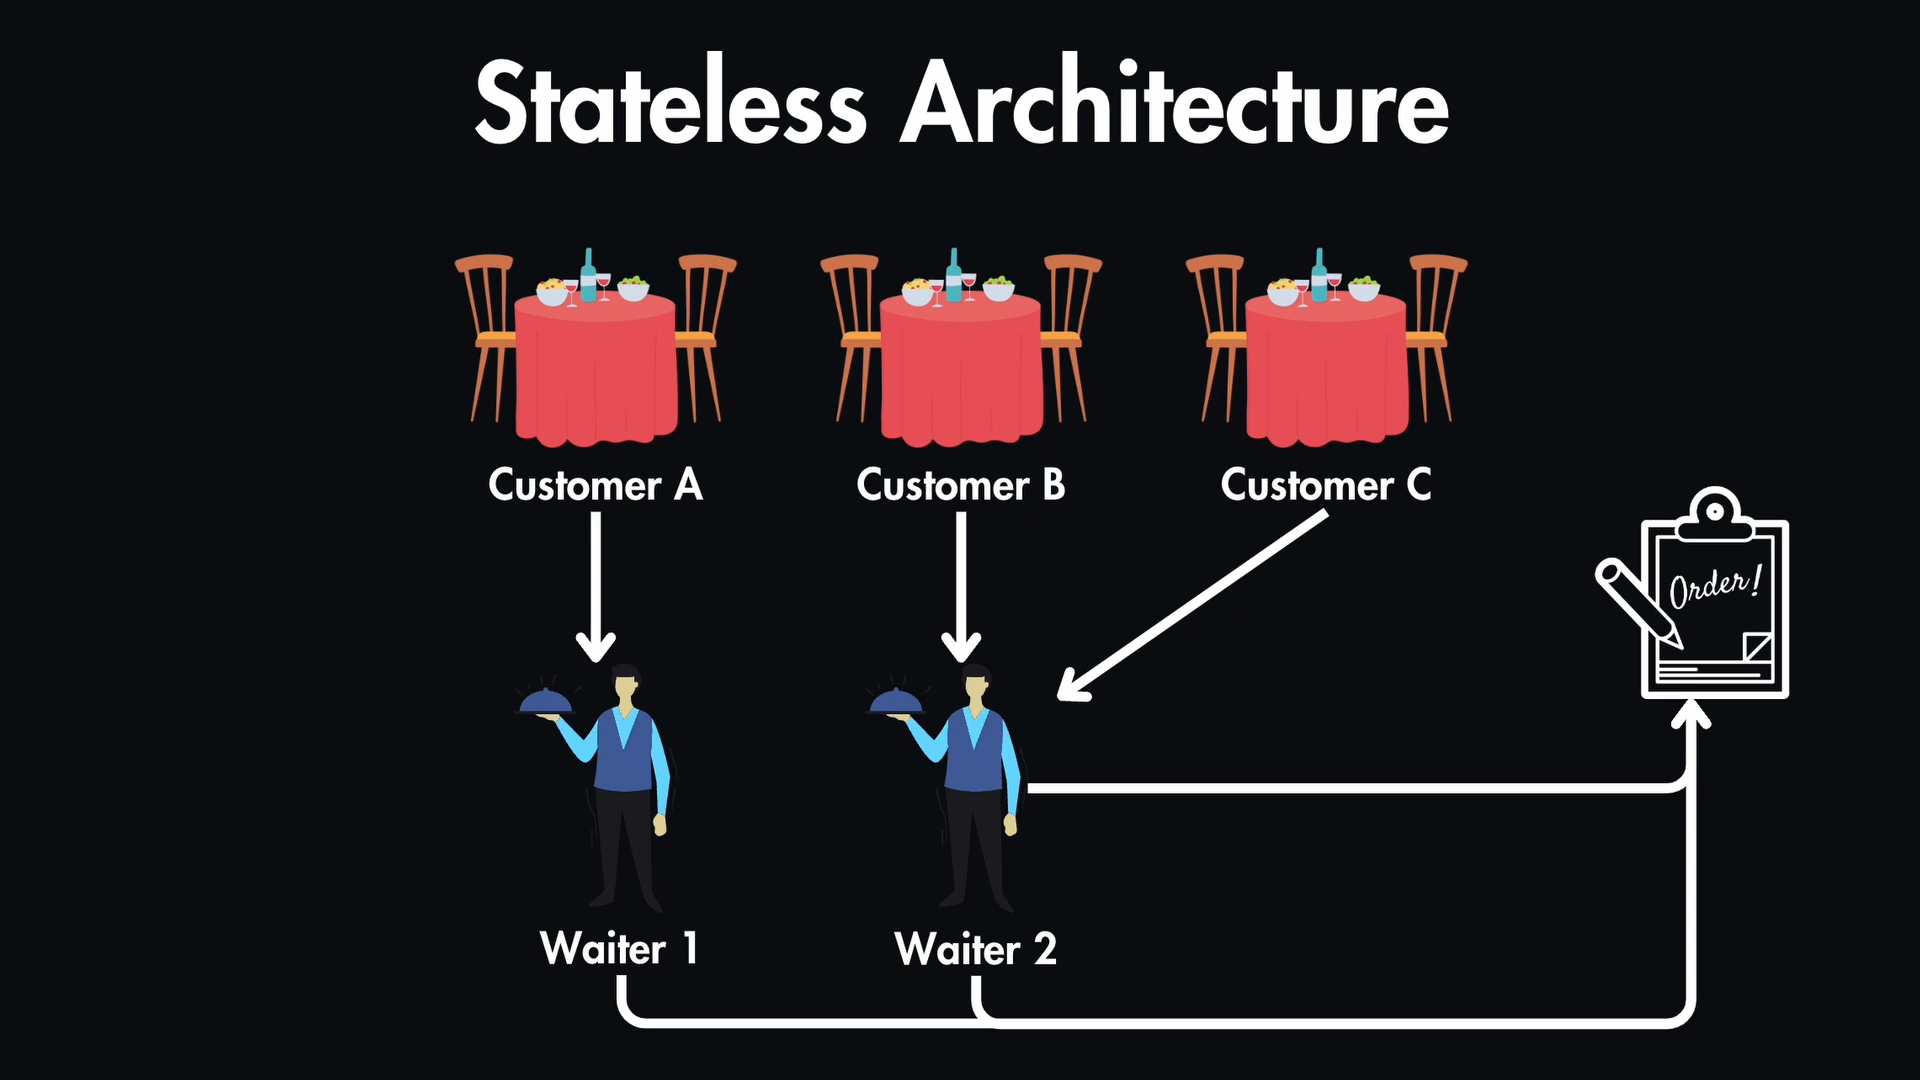 Stateless Architecture
Customer A
Customer B
Customer C
Order!
Waiter 1
Waiter 2